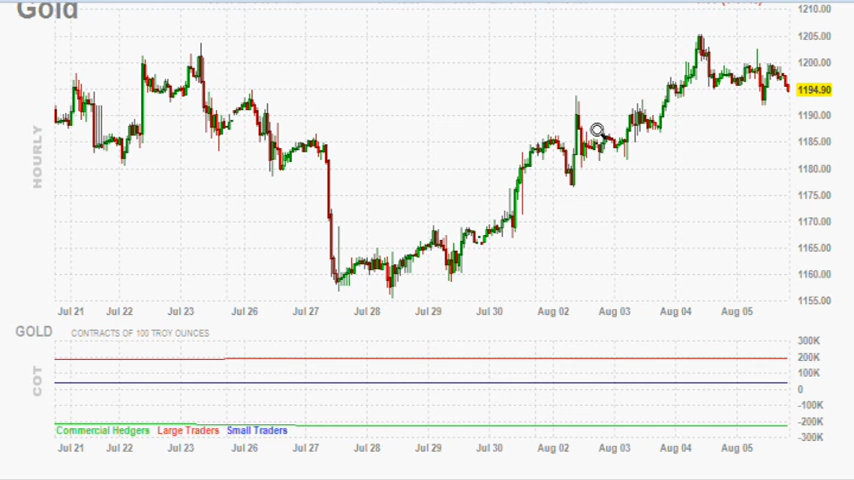 Gold
1210.00
1205.00
1200.00
1194.90
1190.00
1185.00
1180.00
1175.00
1170.00
1165.00
1160.00
1155.00
HOURLY
Jul 21 Jul 22 Jul 23 Jul 26 Jul 27 Jul 28 Jul 29 Jul 30 Aug 02 Aug 03 Aug 04 Aug 05
GOLD CONTRACTS OF 100 TROY OUNCES
300K
200K
100K
0
-100K
-200K
-300K
COT
Commercial Hedgers Large Traders Small Traders
Jul 21 Jul 22 Jul 23 Jul 26 Jul 27 Jul 28 Jul 29 Jul 30 Aug 02 Aug 03 Aug 04 Aug 05